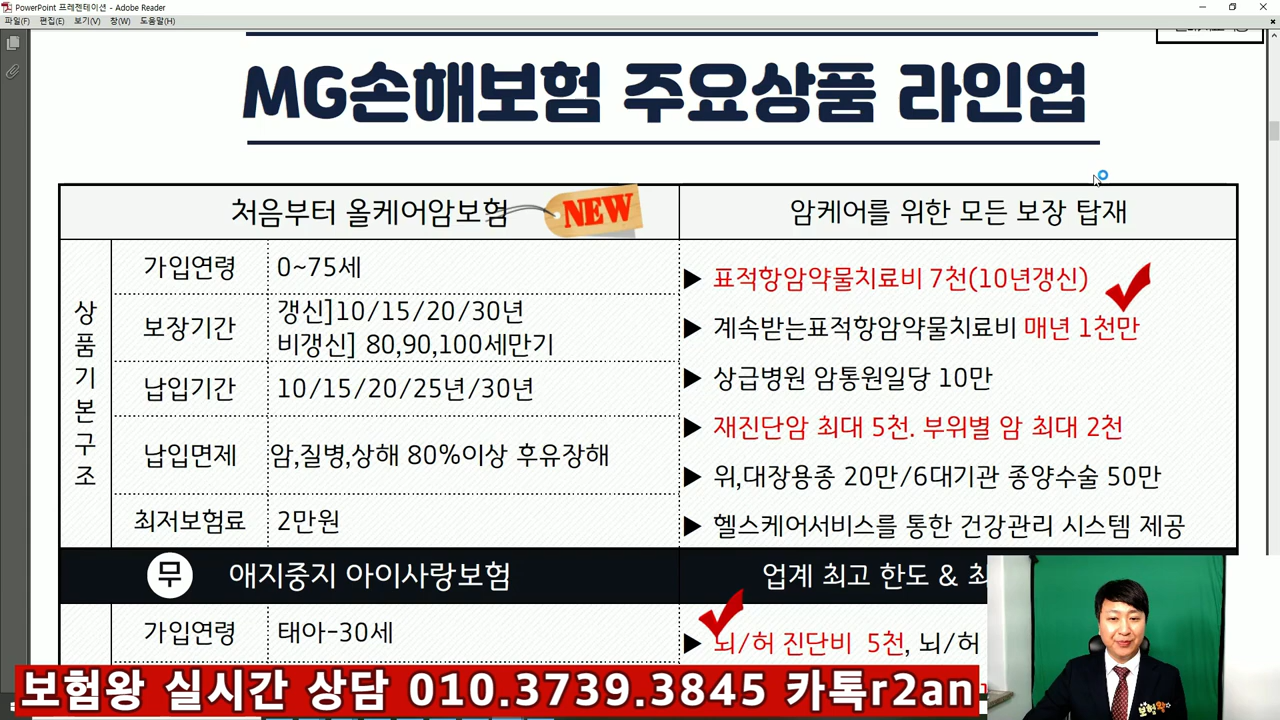 PowerPoint 프레젠테이션 - Adobe Reader
파일(F) 편집(E) 보기(V) 창(W) 도움말(H)
MG손해보험 주요상품 라인업
처음부터 올케어암보험 NEW
암케어를 위한 모든 보장 탑재
상품기본구조
가입연령 0~75세
보장기간 갱신]10/15/20/30년
비갱신] 80,90,100세만기
납입기간 10/15/20/25년/30년
납입면제 암,질병,상해 80%이상 후유장해
최저보험료 2만원
▶ 표적항암약물치료비 7천(10년갱신)
▶ 계속받는표적항암약물치료비 매년 1천만
▶ 상급병원 암통원일당 10만
▶ 재진단암 최대 5천. 부위별 암 최대 2천
▶ 위,대장용종 20만/6대기관 종양수술 50만
▶ 헬스케어서비스를 통한 건강관리 시스템 제공
무 애지중지 아이사랑보험
업계 최고 한도 & 최
가입연령 태아-30세
▶ 뇌/허 진단비 5천, 뇌/허
보험왕 실시간 상담 010.3739.3845 카톡r2an
보험왕